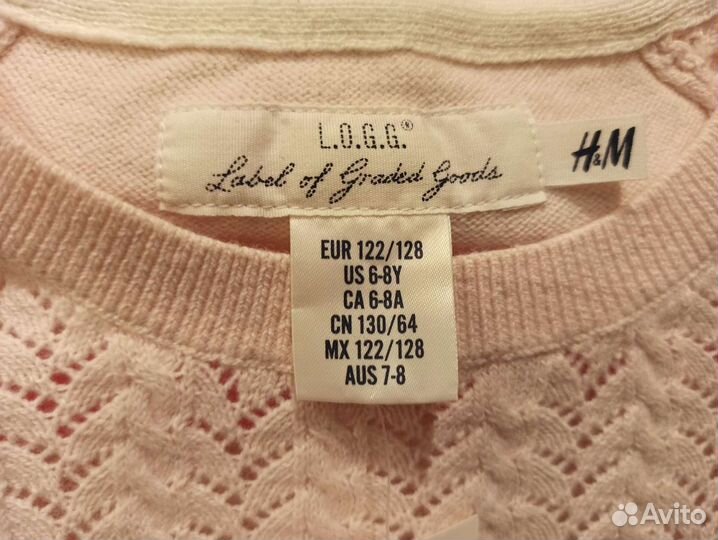 L.O.G.G.®
Label of Graded Goods
H&M
EUR 122/128
US 6-8Y
CA 6-8A
CN 130/64
MX 122/128
AUS 7-8
Avito